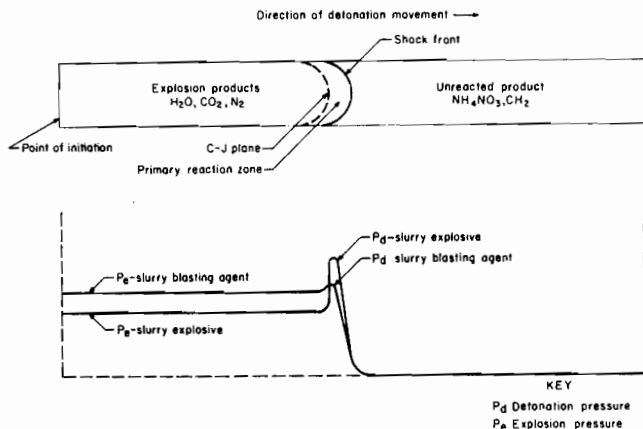 Direction of detonation movement
Shock front
Explosion products
H₂O, CO₂, N₂
Unreacted product
NH₄NO₃, CH₂
Point of initiation
C-J plane
Primary reaction zone
Pd-slurry explosive
Pd slurry blasting agent
Pe-slurry blasting agent
Pe-slurry explosive
KEY
Pd Detonation pressure
Pe Explosion pressure